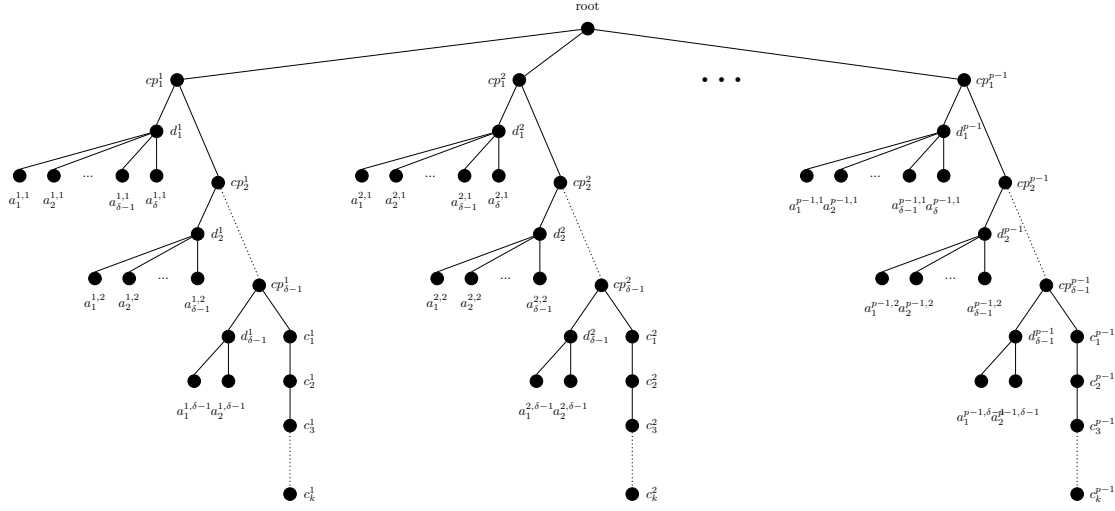 root
cp_1^1 cp_1^2 • • • cp_1^{p-1}
d_1^1 d_1^2 d_1^{p-1}
... ... ...
a_1^{1,1} a_2^{1,1} a_{δ-1}^{1,1} a_δ^{1,1} cp_2^1 a_1^{2,1} a_2^{2,1} a_{δ-1}^{2,1} a_δ^{2,1} cp_2^2 a_1^{p-1,1} a_2^{p-1,1} a_{δ-1}^{p-1,1} a_δ^{p-1,1} cp_2^{p-1}
d_2^1 d_2^2 d_2^{p-1}
... ... ...
a_1^{1,2} a_2^{1,2} a_{δ-1}^{1,2} cp_{δ-1}^1 a_1^{2,2} a_2^{2,2} a_{δ-1}^{2,2} cp_{δ-1}^2 a_1^{p-1,2} a_2^{p-1,2} a_{δ-1}^{p-1,2} cp_{δ-1}^{p-1}
d_{δ-1}^1 c_1^1 d_{δ-1}^2 c_1^2 d_{δ-1}^{p-1} c_1^{p-1}
c_2^1 c_2^2 c_2^{p-1}
a_1^{1,δ-1} a_2^{1,δ-1} a_1^{2,δ-1} a_2^{2,δ-1} a_1^{p-1,δ-1} a_2^{p-1,δ-1}
c_3^1 c_3^2 c_3^{p-1}
c_k^1 c_k^2 c_k^{p-1}